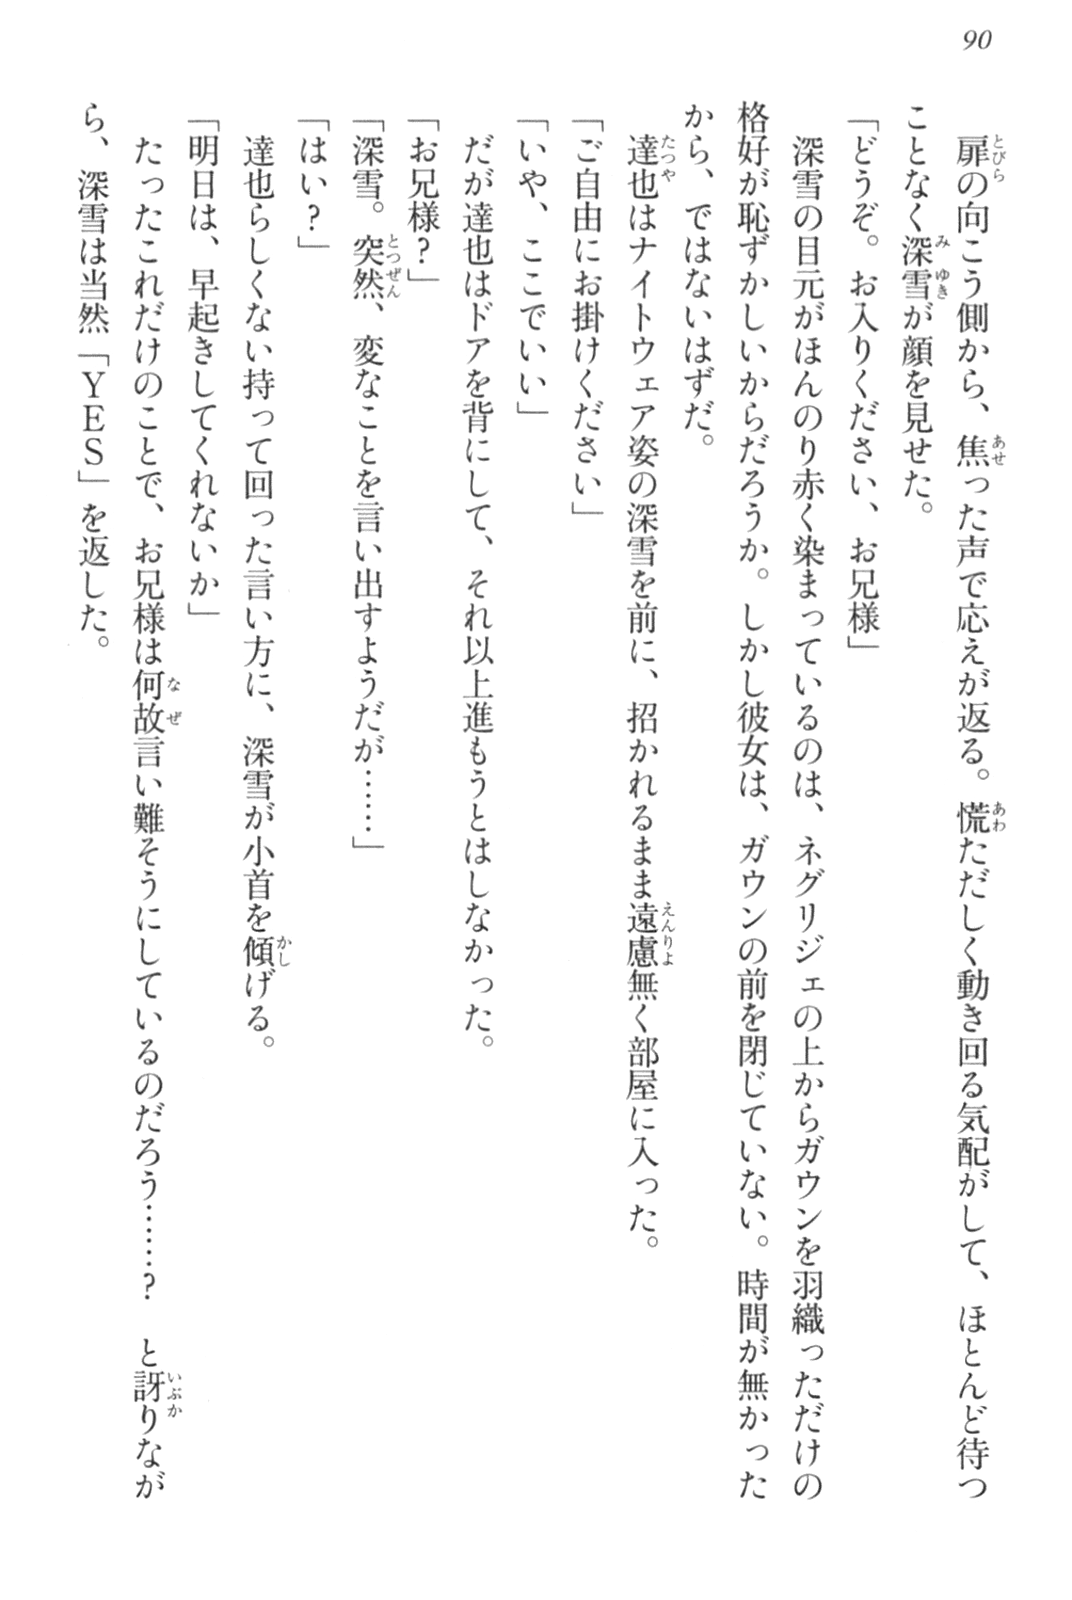 90
扉の向こう側から、焦った声で応えが返る。慌ただしく動き回る気配がして、ほとんど待つ
ことなく深雪が顔を見せた。
「どうぞ。お入りください、お兄様」
深雪の目元がほんのり赤く染まっているのは、ネグリジェの上からガウンを羽織っただけの
格好が恥ずかしいからだろうか。しかし彼女は、ガウンの前を閉じていない。時間が無かった
から、ではないはずだ。
達也はナイトウェア姿の深雪を前に、招かれるまま遠慮無く部屋に入った。
「ご自由にお掛けください」
「いや、ここでいい」
だが達也はドアを背にして、それ以上進もうとはしなかった。
「お兄様？」
「深雪。突然、変なことを言い出すようだが……」
「はい？」
達也らしくない持って回った言い方に、深雪が小首を傾げる。
「明日は、早起きしてくれないか」
たったこれだけのことで、お兄様は何故言い難そうにしているのだろう……？　と訝りなが
ら、深雪は当然「ＹＥＳ」を返した。